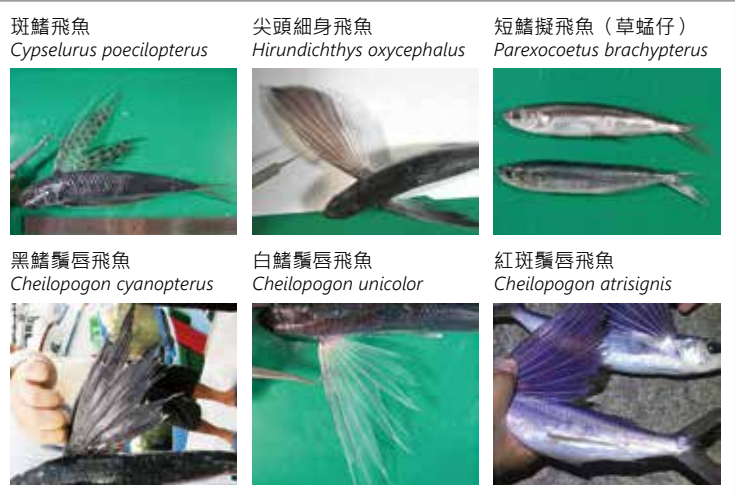 斑鰭飛魚
Cypselurus poecilopterus
尖頭細身飛魚
Hirundichthys oxycephalus
短鰭擬飛魚（草蜢仔）
Parexocoetus brachypterus
黑鰭鬚唇飛魚
Cheilopogon cyanopterus
白鰭鬚唇飛魚
Cheilopogon unicolor
紅斑鬚唇飛魚
Cheilopogon atrisignis